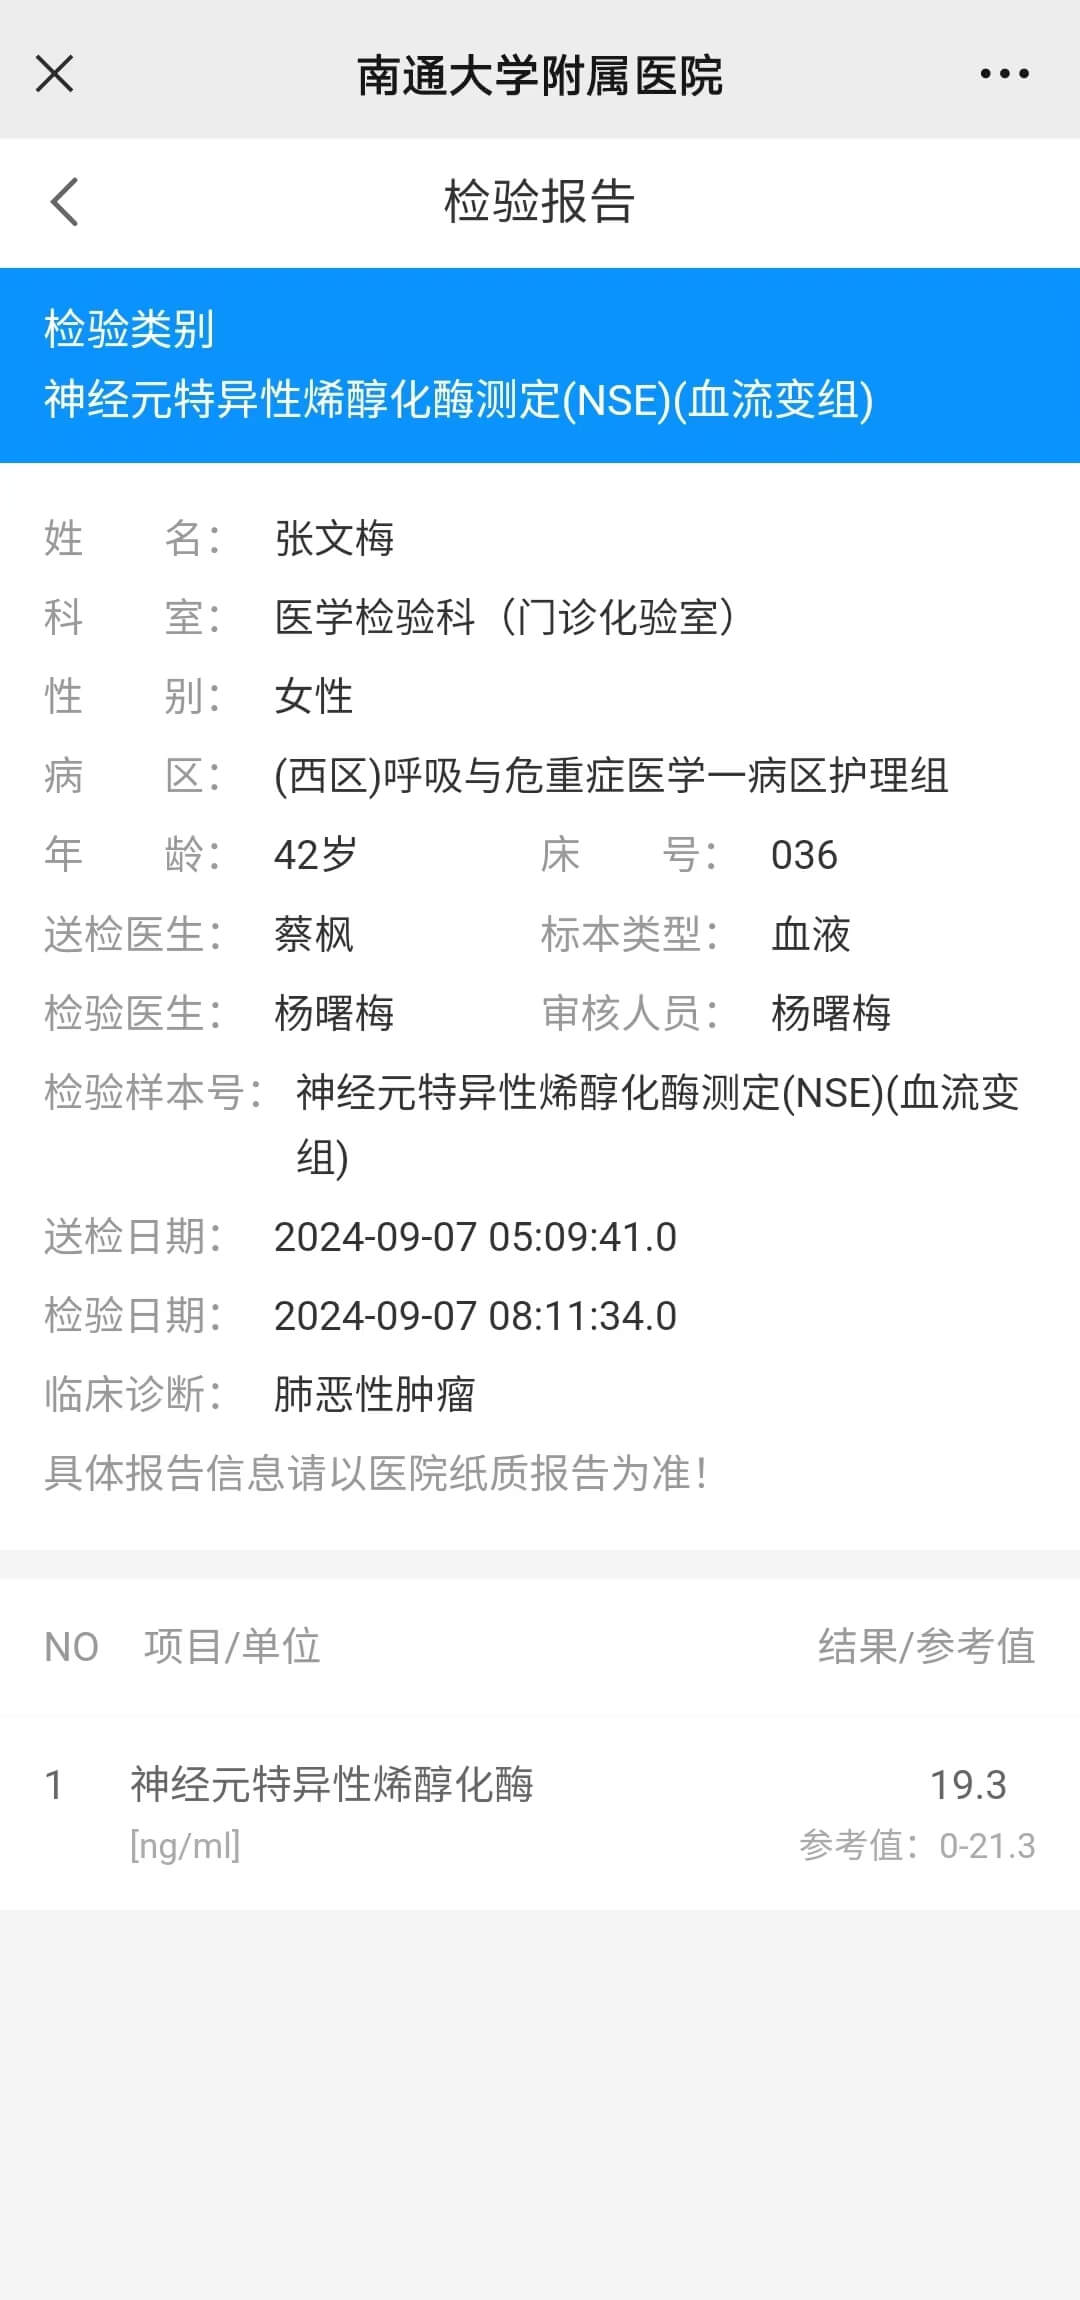 南通大学附属医院
检验报告
检验类别
神经元特异性烯醇化酶测定(NSE)(血流变组)
姓 名： 张文梅
科 室： 医学检验科（门诊化验室）
性 别： 女性
病 区： (西区)呼吸与危重症医学一病区护理组
年 龄： 42岁 床 号： 036
送检医生： 蔡枫 标本类型： 血液
检验医生： 杨曙梅 审核人员： 杨曙梅
检验样本号： 神经元特异性烯醇化酶测定(NSE)(血流变
组)
送检日期： 2024-09-07 05:09:41.0
检验日期： 2024-09-07 08:11:34.0
临床诊断： 肺恶性肿瘤
具体报告信息请以医院纸质报告为准！
NO 项目/单位 结果/参考值
1 神经元特异性烯醇化酶 19.3
[ng/ml] 参考值：0-21.3